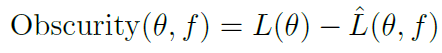 Obscurity(θ, f) = L(θ) − L̂(θ, f)